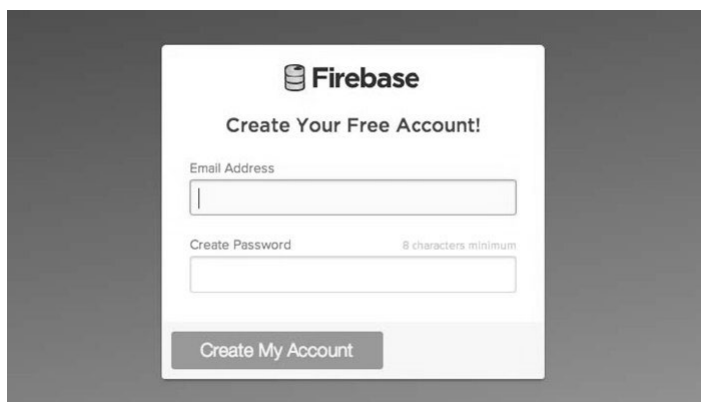 Firebase
Create Your Free Account!
Email Address
Create Password 8 characters minimum
Create My Account